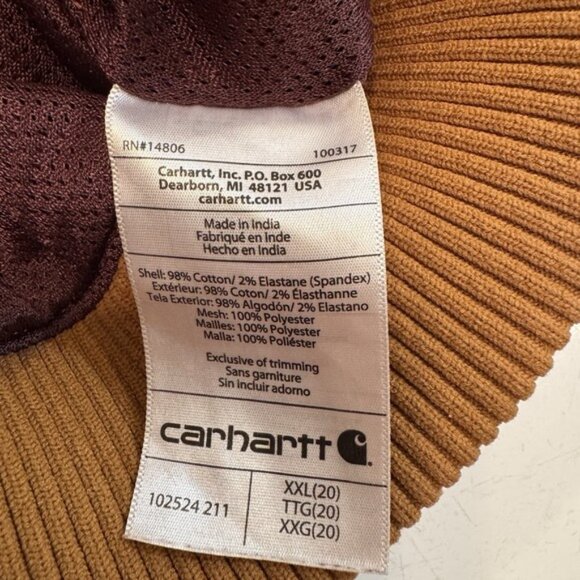 RN#14806 100317
Carhartt, Inc. P.O. Box 600
Dearborn, MI 48121 USA
carhartt.com
Made in India
Fabriqué en Inde
Hecho en India
Shell: 98% Cotton/ 2% Elastane (Spandex)
Extérieur: 98% Coton/ 2% Élasthanne
Tela Exterior: 98% Algodón/ 2% Elastano
Mesh: 100% Polyester
Mailles: 100% Polyester
Malla: 100% Poliéster
Exclusive of trimming
Sans garniture
Sin incluir adorno
carhartt
102524 211
XXL(20)
TTG(20)
XXG(20)